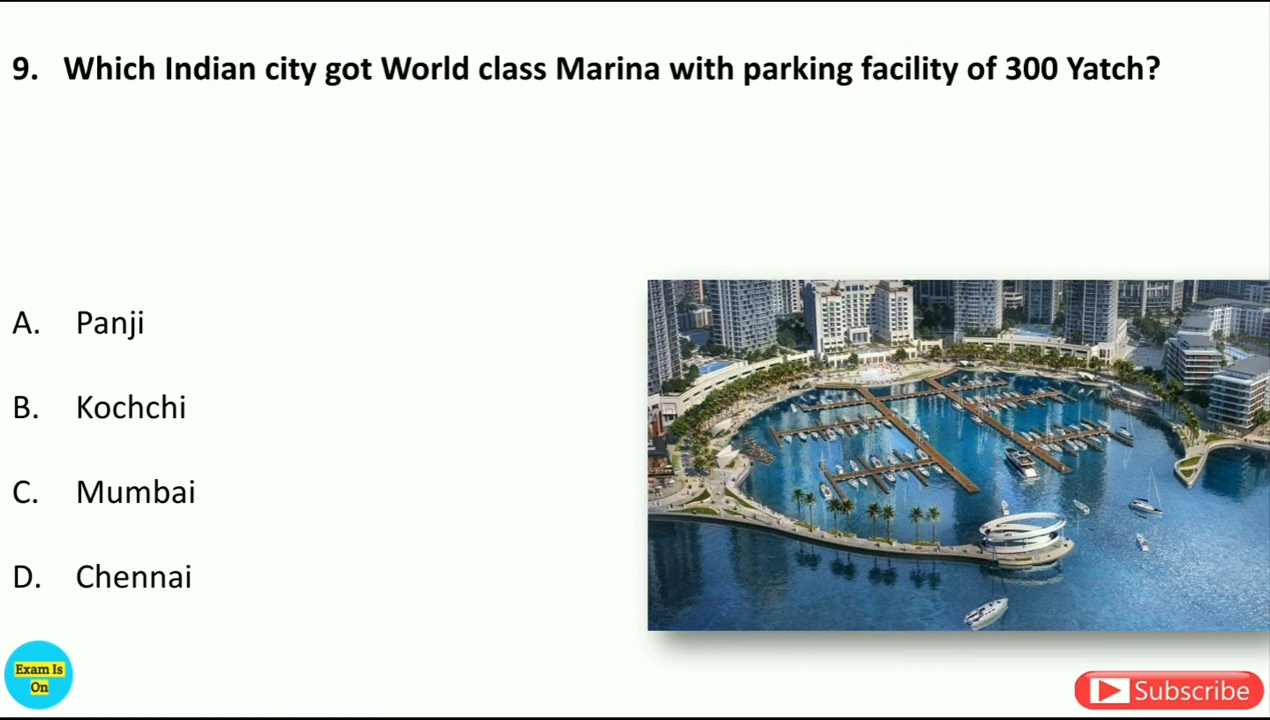 9. Which Indian city got World class Marina with parking facility of 300 Yatch?
A. Panji
B. Kochchi
C. Mumbai
D. Chennai
Exam Is
On
Subscribe